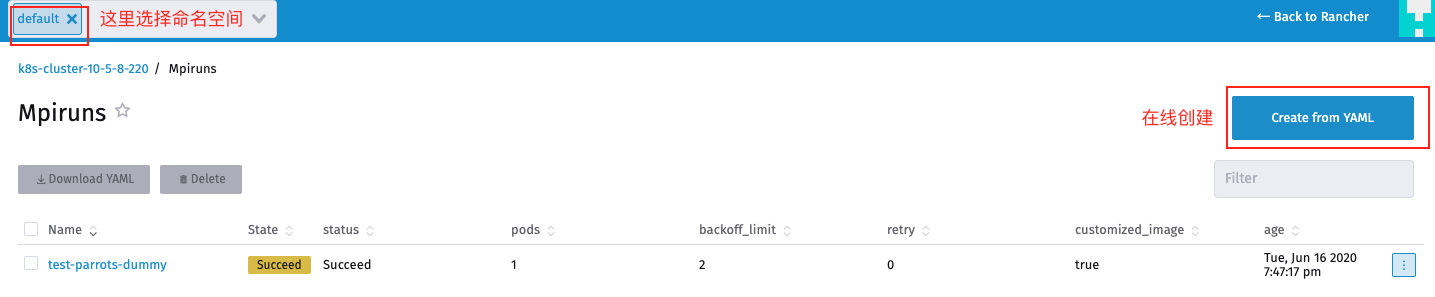 default 这里选择命名空间 ← Back to Rancher
k8s-cluster-10-5-8-220 / Mpiruns
Mpiruns
在线创建 Create from YAML
Download YAML Delete Filter
Name State status pods backoff_limit retry customized_image age
test-parrots-dummy Succeed Succeed 1 2 0 true Tue, Jun 16 2020
7:47:17 pm